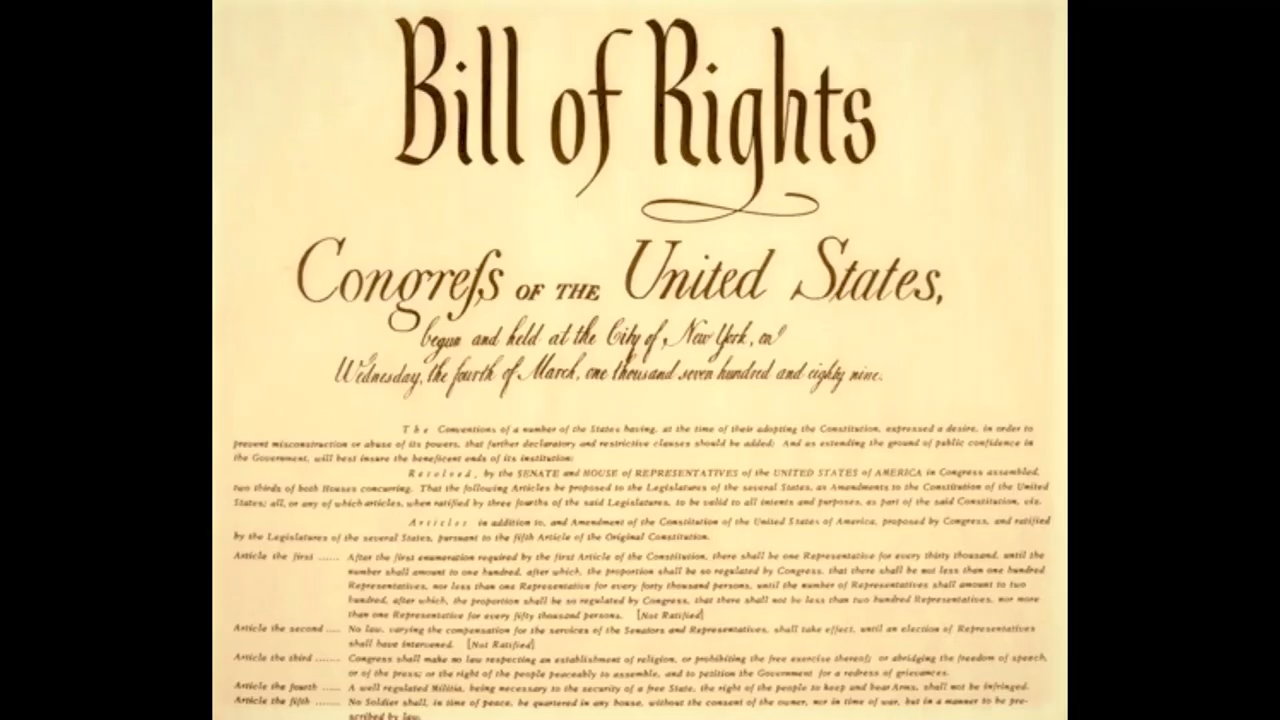 Bill of Rights
Congreſs OF THE United States,
begun and held at the City of New York, on
Wednesday, the fourth of March, one thousand seven hundred and eighty nine.
The Conventions of a number of the States having, at the time of their adopting the Constitution, expressed a desire, in order to
prevent misconstruction or abuse of its powers, that further declaratory and restrictive clauses should be added; And as extending the ground of public confidence in
the Government, will best insure the beneficent ends of its institution:
Resolved, by the SENATE and HOUSE of REPRESENTATIVES of the UNITED STATES of AMERICA in Congress assembled,
two thirds of both Houses concurring. That the following Articles be proposed to the Legislatures of the several States, as Amendments to the Constitution of the United
States; all, or any of which articles, when ratified by three fourths of the said Legislatures, to be valid to all intents and purposes, as part of the said Constitution, viz.
Articles in addition to, and Amendment of the Constitution of the United States of America, proposed by Congress, and ratified
by the Legislatures of the several States, pursuant to the fifth Article of the Original Constitution.
Article the first ...... After the first enumeration required by the first Article of the Constitution, there shall be one Representative for every thirty thousand, until the
number shall amount to one hundred, after which, the proportion shall be so regulated by Congress, that there shall be not less than one hundred
Representatives, nor less than one Representative for every forty thousand persons, until the number of Representatives shall amount to two
hundred, after which, the proportion shall be so regulated by Congress, that there shall not be less than two hundred Representatives, nor more
than one Representative for every fifty thousand persons. [Not Ratified]
Article the second .... No law, varying the compensation for the services of the Senators and Representatives, shall take effect, until an election of Representatives
shall have intervened. [Not Ratified]
Article the third ....... Congress shall make no law respecting an establishment of religion, or prohibiting the free exercise thereof; or abridging the freedom of speech,
or of the press; or the right of the people peaceably to assemble, and to petition the Government for a redress of grievances.
Article the fourth ..... A well regulated Militia, being necessary to the security of a free State, the right of the people to keep and bear Arms, shall not be infringed.
Article the fifth ....... No Soldier shall, in time of peace, be quartered in any house, without the consent of the owner, nor in time of war, but in a manner to be pre-
scribed by law.